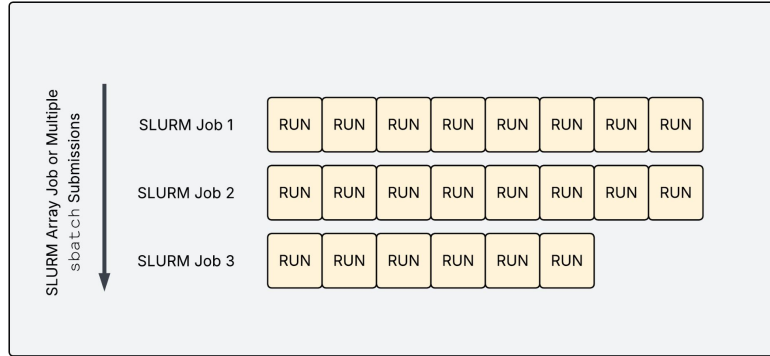 SLURM Array Job or Multiple
sbatch Submissions
SLURM Job 1 RUN RUN RUN RUN RUN RUN RUN RUN
SLURM Job 2 RUN RUN RUN RUN RUN RUN RUN RUN
SLURM Job 3 RUN RUN RUN RUN RUN RUN